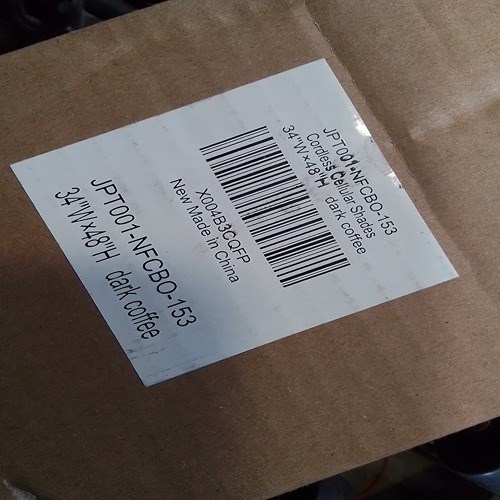 JPT001-NFCBO-153
Cordless Cellular Shades
34"W×48"H dark coffee
X004B3CQFP
New Made in China
JPT001-NFCBO-153
34"W×48"H dark coffee